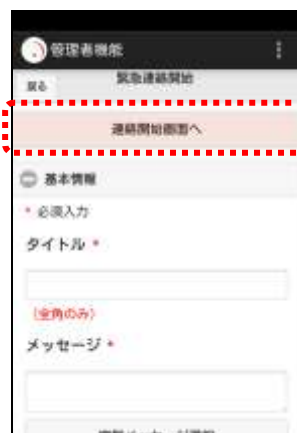 管理者機能
戻る
緊急連絡開始
連絡開始画面へ
基本情報
* 必須入力
タイトル *
(全角のみ)
メッセージ *